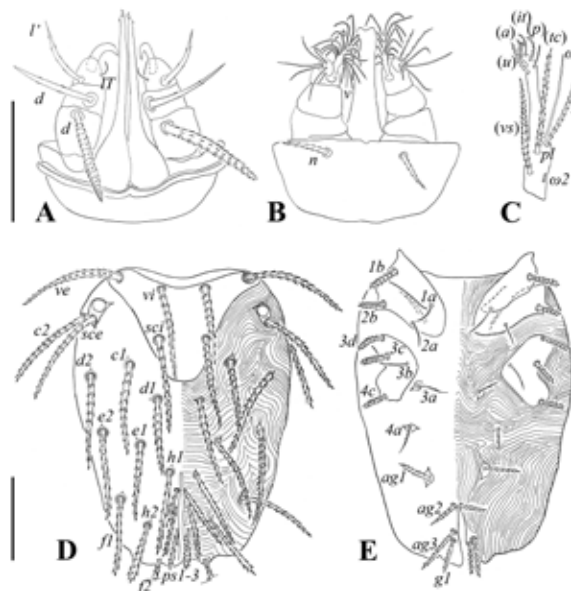 l'
lT
d
d
A
v
n
B
(it)
(a)
p
(tc)
(u)
(vs)
pl
ω2
C
ve
vi
c2
sce
sci
d2
c1
d1
e2
e1
h1
f1
h2
f2
ps1-3
D
1b
1a
2b
2a
3d
3c
3b
3a
4c
4a
ag1
ag2
ag3
g1
E